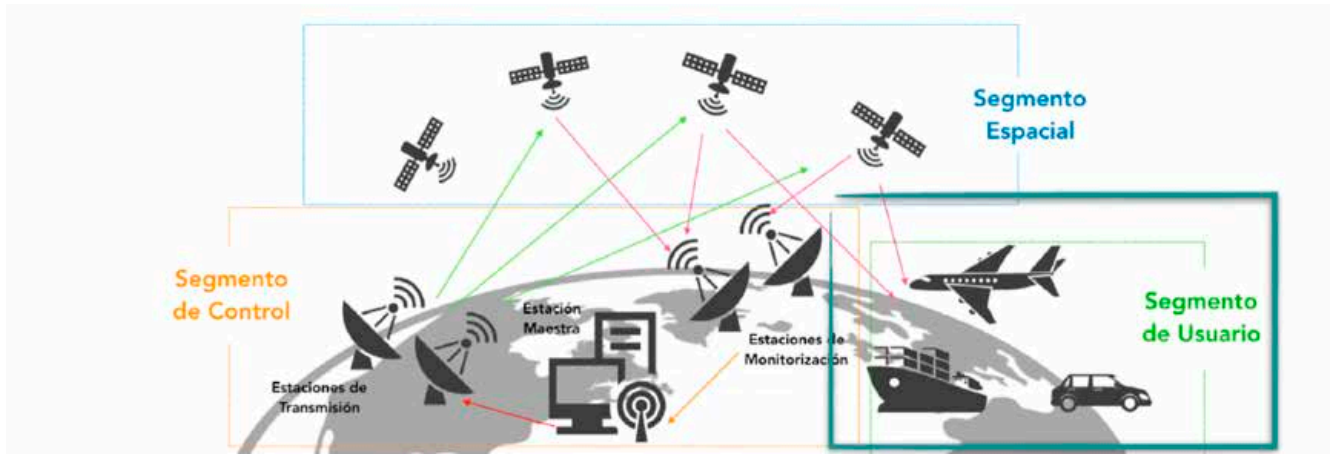 Segmento
Espacial
Segmento
de Control
Estación
Maestra
Estaciones de
Monitorización
Estaciones de
Transmisión
Segmento
de Usuario